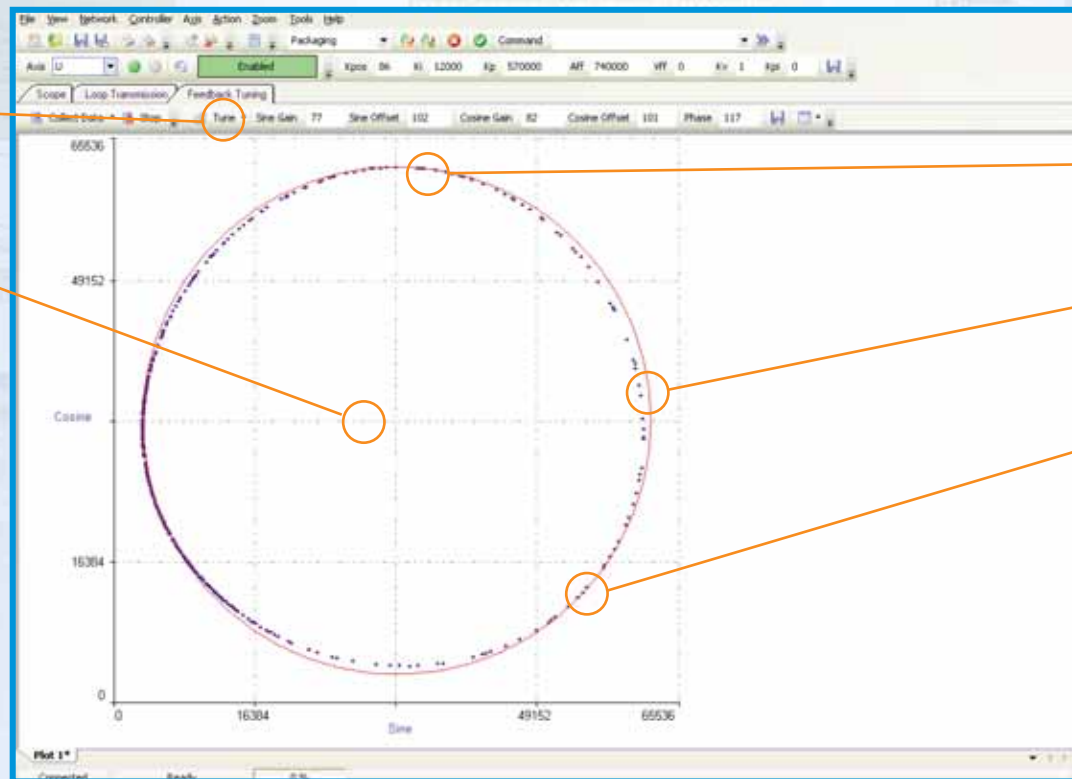 File View Network Controller Axis Action Zoom Tools Help
Packaging Command
Axis U Enabled Kpos 86 Ki 12000 Kp 570000 Aff 740000 Vff 0 Kv 1 Kpi 0
Scope Loop Transmission Feedback Tuning
Collect Data Stop Tune Sine Gain 77 Sine Offset 102 Cosine Gain 82 Cosine Offset 101 Phase 117
65536
49152
Cosine
16384
0
0 16384 49152 65536
Sine
Plot 1*
Connected Ready 0 %